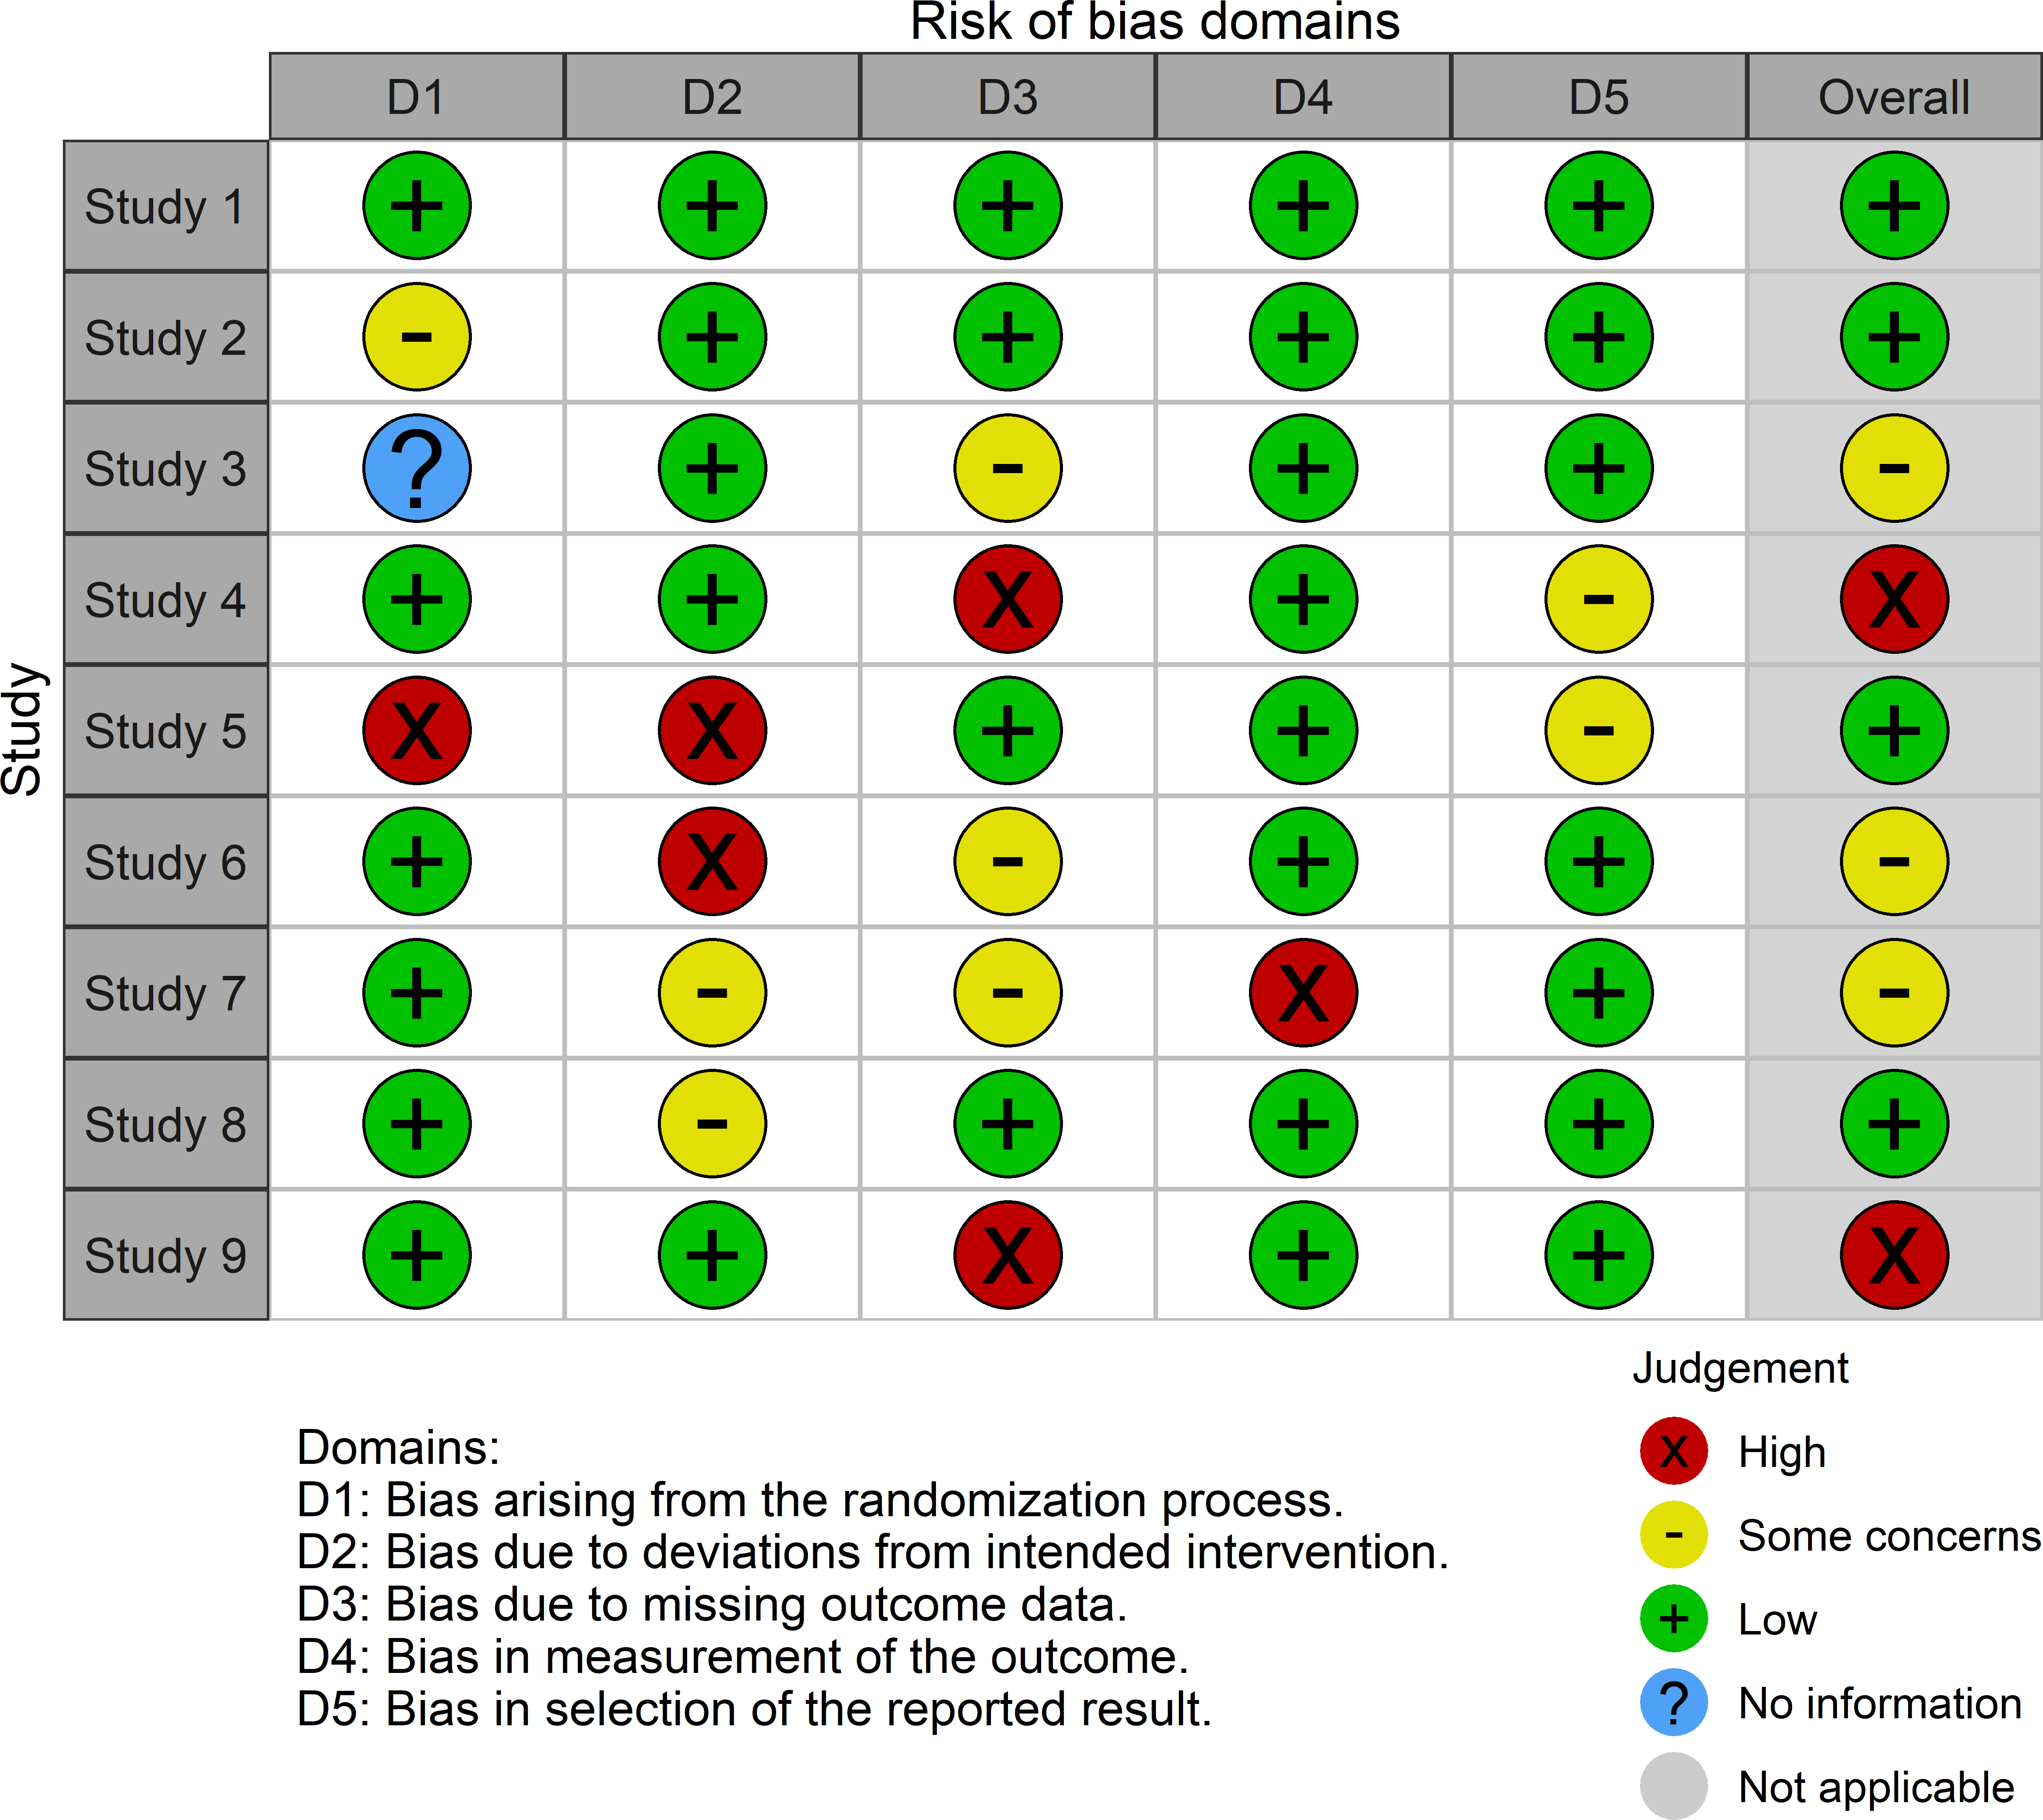 Risk of bias domains
D1 D2 D3 D4 D5 Overall
Study
Study 1 + + + + + +
Study 2 - + + + + +
Study 3 ? + - + + -
Study 4 + + X + - X
Study 5 X X + + - +
Study 6 + X - + + -
Study 7 + - - X + -
Study 8 + - + + + +
Study 9 + + X + + X
Domains:
D1: Bias arising from the randomization process.
D2: Bias due to deviations from intended intervention.
D3: Bias due to missing outcome data.
D4: Bias in measurement of the outcome.
D5: Bias in selection of the reported result.
Judgement
X High
- Some concerns
+ Low
? No information
Not applicable